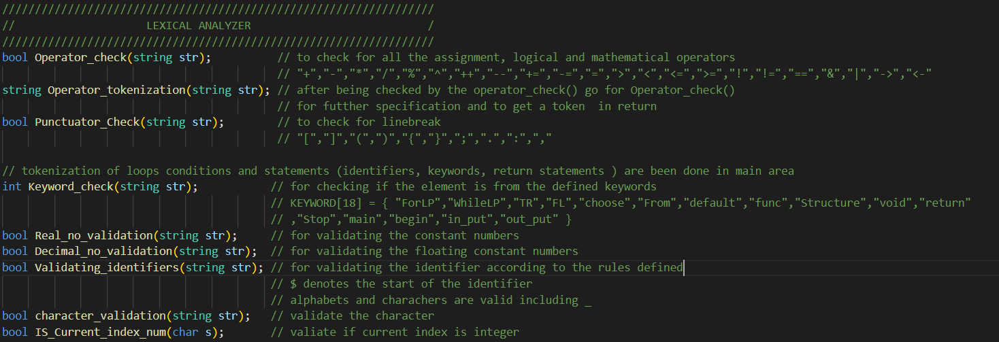 //////////////////////////////////////////////////////////////////
//                    LEXICAL ANALYZER                           /
//////////////////////////////////////////////////////////////////
bool Operator_check(string str);          // to check for all the assignment, logical and mathematical operators
                                          // "+","-","*","/","%","^","++","--","+=","-=","=",">","<","<=",">=","!","!=","==","&","|","->","<-"
string Operator_tokenization(string str); // after being checked by the operator_check() go for Operator_check()
                                          // for futther specification and to get a token  in return
bool Punctuator_Check(string str);        // to check for linebreak
                                          // "[","]","(",")","{","}",";",".",":",","
// tokenization of loops conditions and statements (identifiers, keywords, return statements ) are been done in main area
int Keyword_check(string str);           // for checking if the element is from the defined keywords
                                         // KEYWORD[18] = { "ForLP","WhileLP","TR","FL","choose","From","default","func","Structure","void","return"
                                         // ,"Stop","main","begin","in_put","out_put" }
bool Real_no_validation(string str);     // for validating the constant numbers
bool Decimal_no_validation(string str);  // for validating the floating constant numbers
bool Validating_identifiers(string str); // for validating the identifier according to the rules defined
                                         // $ denotes the start of the identifier
                                         // alphabets and charachers are valid including _
bool character_validation(string str);   // validate the character
bool IS_Current_index_num(char s);       // valiate if current index is integer